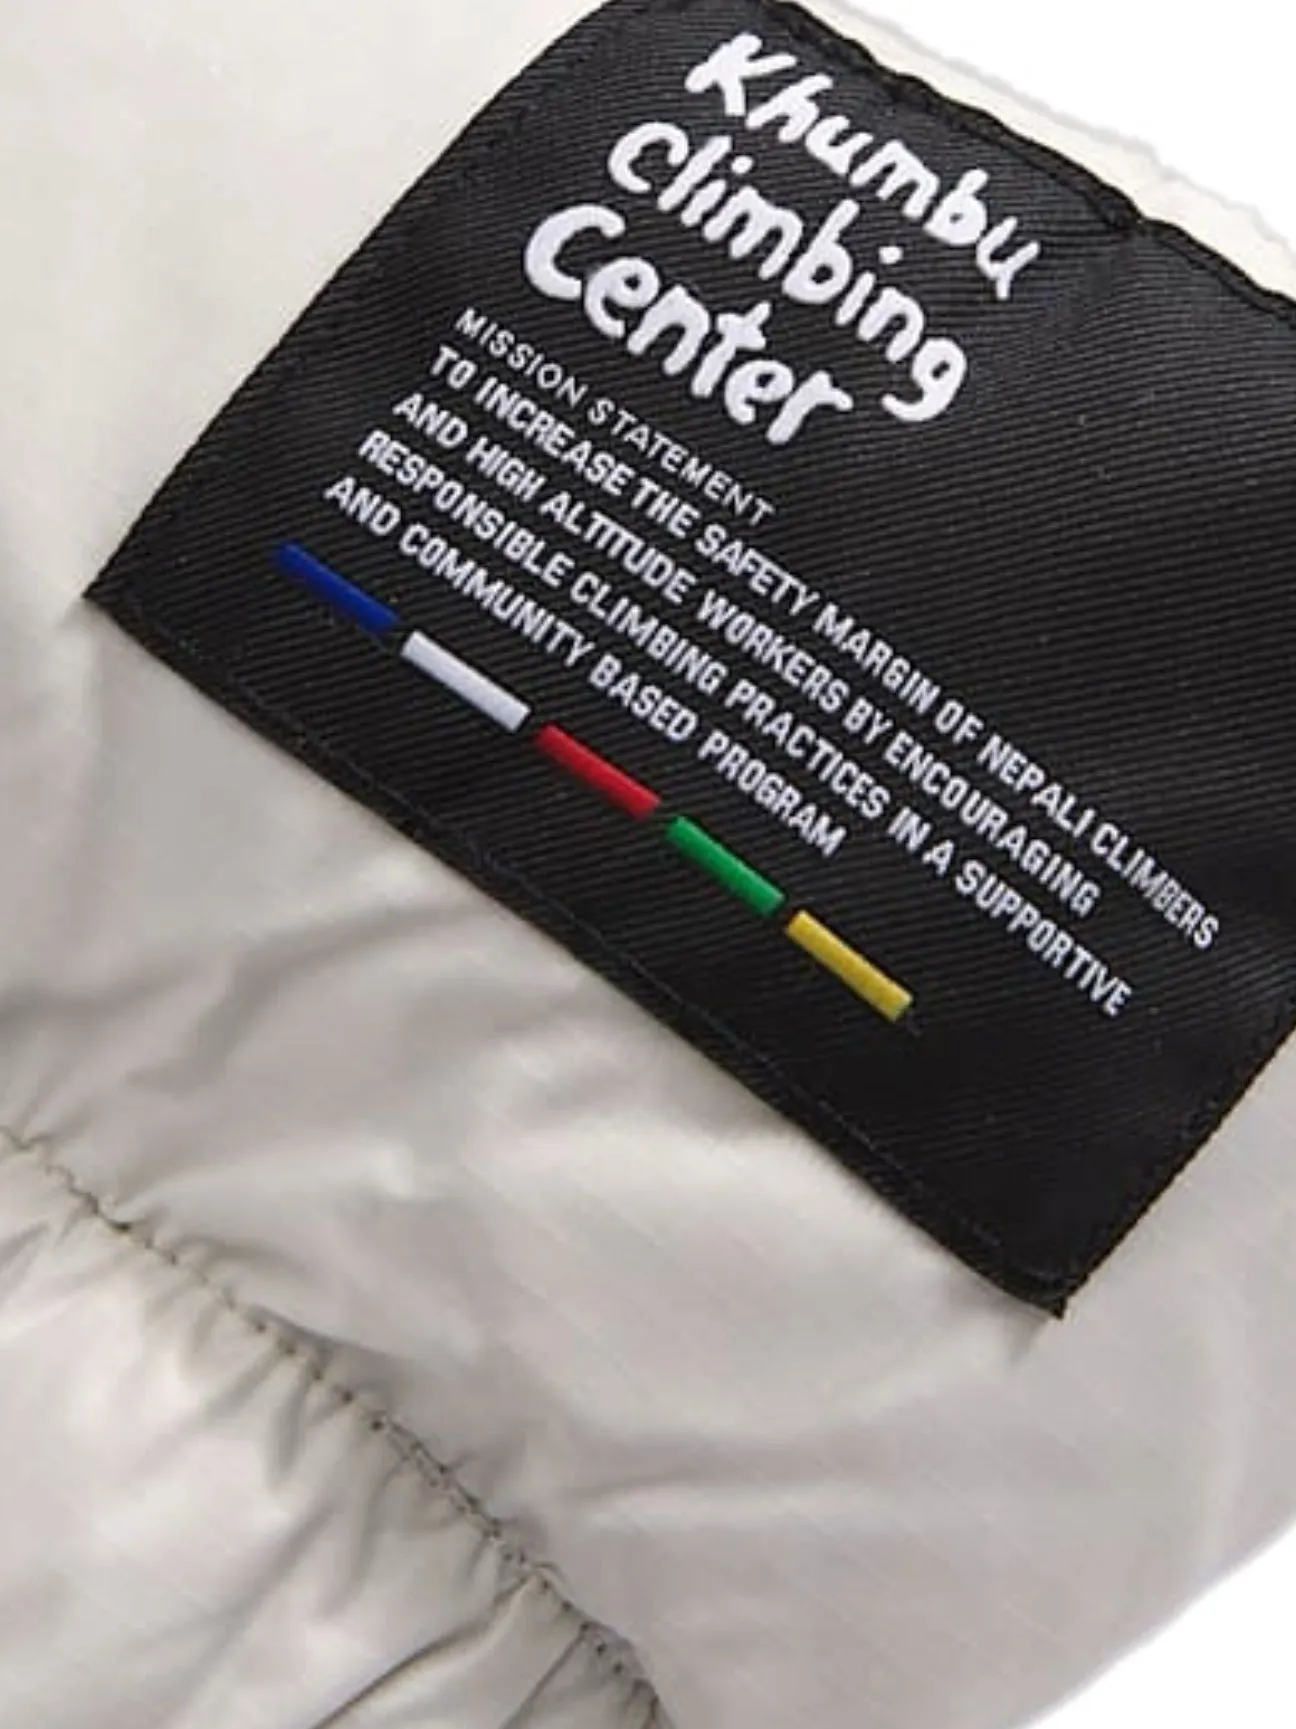 Khumbu
Climbing
Center
MISSION STATEMENT
TO INCREASE THE SAFETY MARGIN OF NEPALI CLIMBERS
AND HIGH ALTITUDE WORKERS BY ENCOURAGING
RESPONSIBLE CLIMBING PRACTICES IN A SUPPORTIVE
AND COMMUNITY BASED PROGRAM